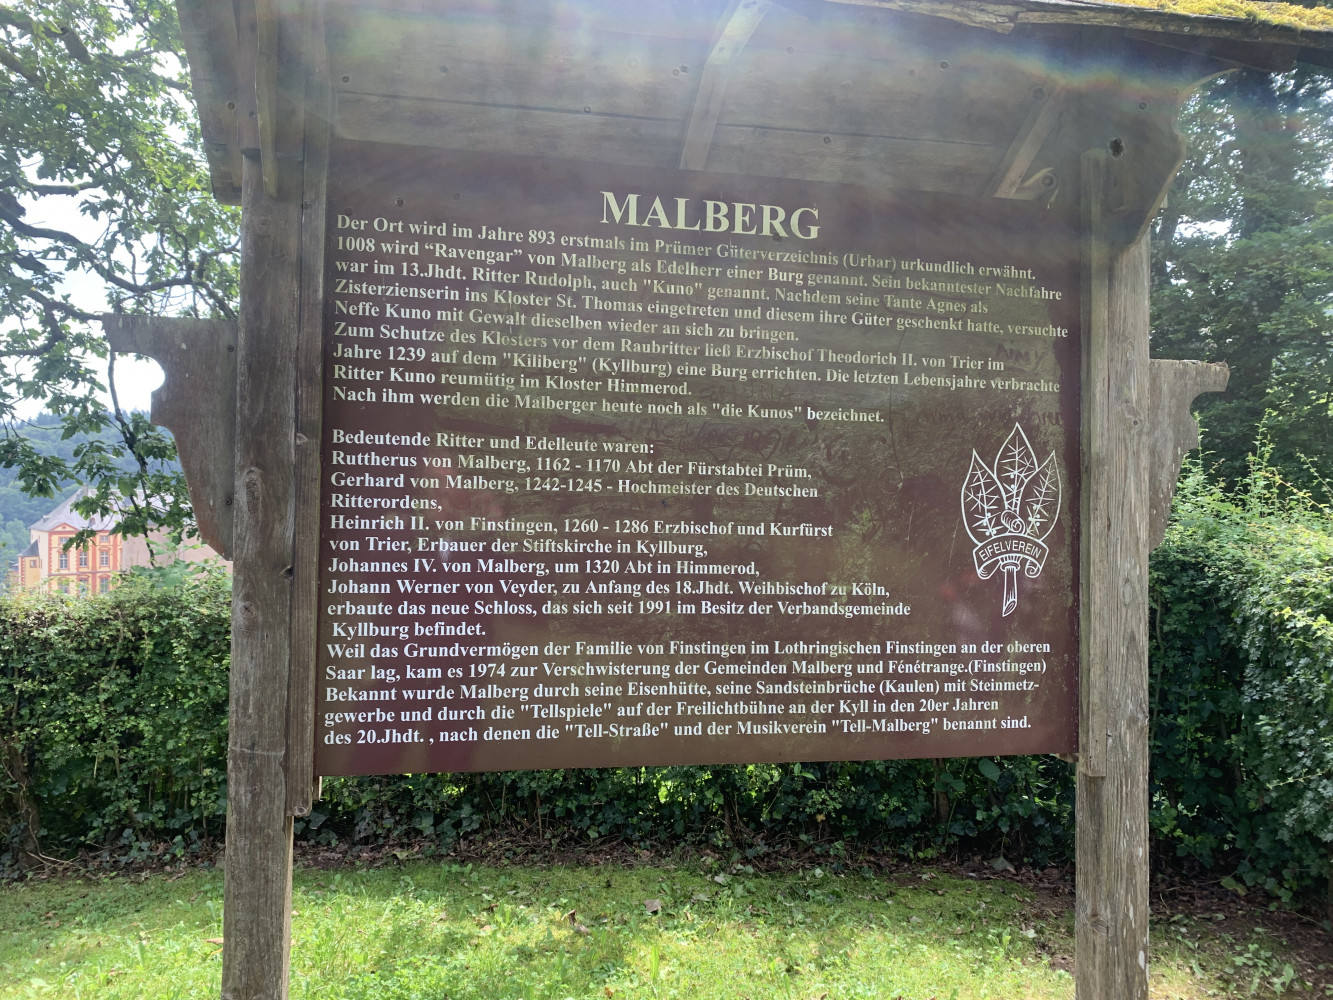 MALBERG
Der Ort wird im Jahre 893 erstmals im Prümer Güterverzeichnis (Urbar) urkundlich erwähnt.
1008 wird “Ravengar” von Malberg als Edelherr einer Burg genannt. Sein bekanntester Nachfahre
war im 13.Jhdt. Ritter Rudolph, auch "Kuno" genannt. Nachdem seine Tante Agnes als
Zisterzienserin ins Kloster St. Thomas eingetreten und diesem ihre Güter geschenkt hatte, versuchte
Neffe Kuno mit Gewalt dieselben wieder an sich zu bringen.
Zum Schutze des Klosters vor dem Raubritter ließ Erzbischof Theodorich II. von Trier im
Jahre 1239 auf dem "Kiliberg" (Kyllburg) eine Burg errichten. Die letzten Lebensjahre verbrachte
Ritter Kuno reumütig im Kloster Himmerod.
Nach ihm werden die Malberger heute noch als "die Kunos" bezeichnet.
Bedeutende Ritter und Edelleute waren:
Ruttherus von Malberg, 1162 - 1170 Abt der Fürstabtei Prüm,
Gerhard von Malberg, 1242-1245 - Hochmeister des Deutschen
Ritterordens,
Heinrich II. von Finstingen, 1260 - 1286 Erzbischof und Kurfürst
von Trier, Erbauer der Stiftskirche in Kyllburg,
Johannes IV. von Malberg, um 1320 Abt in Himmerod,
Johann Werner von Veyder, zu Anfang des 18.Jhdt. Weihbischof zu Köln,
erbaute das neue Schloss, das sich seit 1991 im Besitz der Verbandsgemeinde
Kyllburg befindet.
Weil das Grundvermögen der Familie von Finstingen im Lothringischen Finstingen an der oberen
Saar lag, kam es 1974 zur Verschwisterung der Gemeinden Malberg und Fénétrange.(Finstingen)
Bekannt wurde Malberg durch seine Eisenhütte, seine Sandsteinbrüche (Kaulen) mit Steinmetz-
gewerbe und durch die "Tellspiele" auf der Freilichtbühne an der Kyll in den 20er Jahren
des 20.Jhdt. , nach denen die "Tell-Straße" und der Musikverein "Tell-Malberg" benannt sind.
EIFELVEREIN